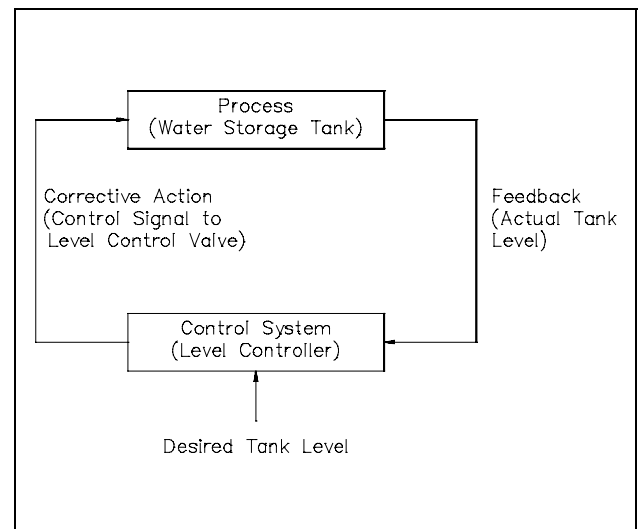 Process
(Water Storage Tank)
Corrective Action
(Control Signal to
Level Control Valve)
Feedback
(Actual Tank
Level)
Control System
(Level Controller)
Desired Tank Level